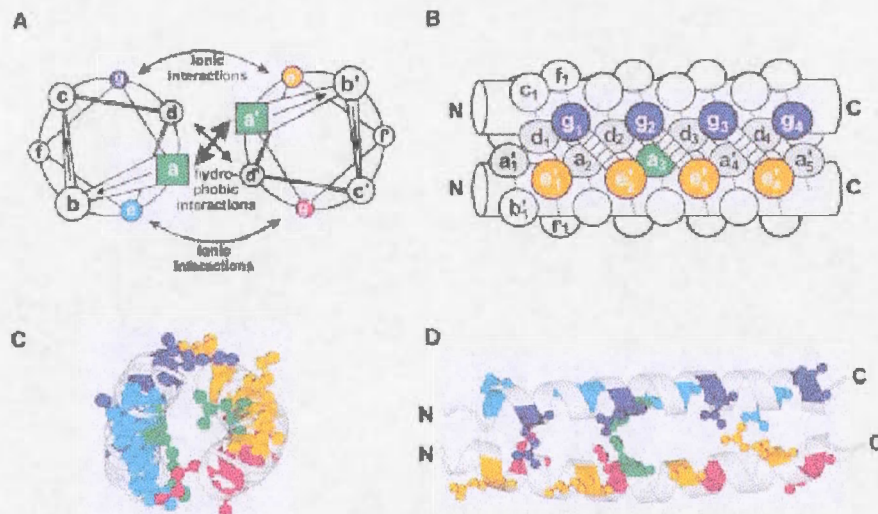 A
Ionic
interactions
g
e
c
d
a'
b'
f
a
d'
f'
b
e
g
c'
hydro-
phobic
interactions
Ionic
interactions
B
N
C
c1
f1
g1
g2
g3
g4
d1
d2
d3
d4
a'1
a2
a3
a'4
a'5
e'1
e'2
e'3
e'4
N
C
b'1
f'1
C
D
N
C
N
C